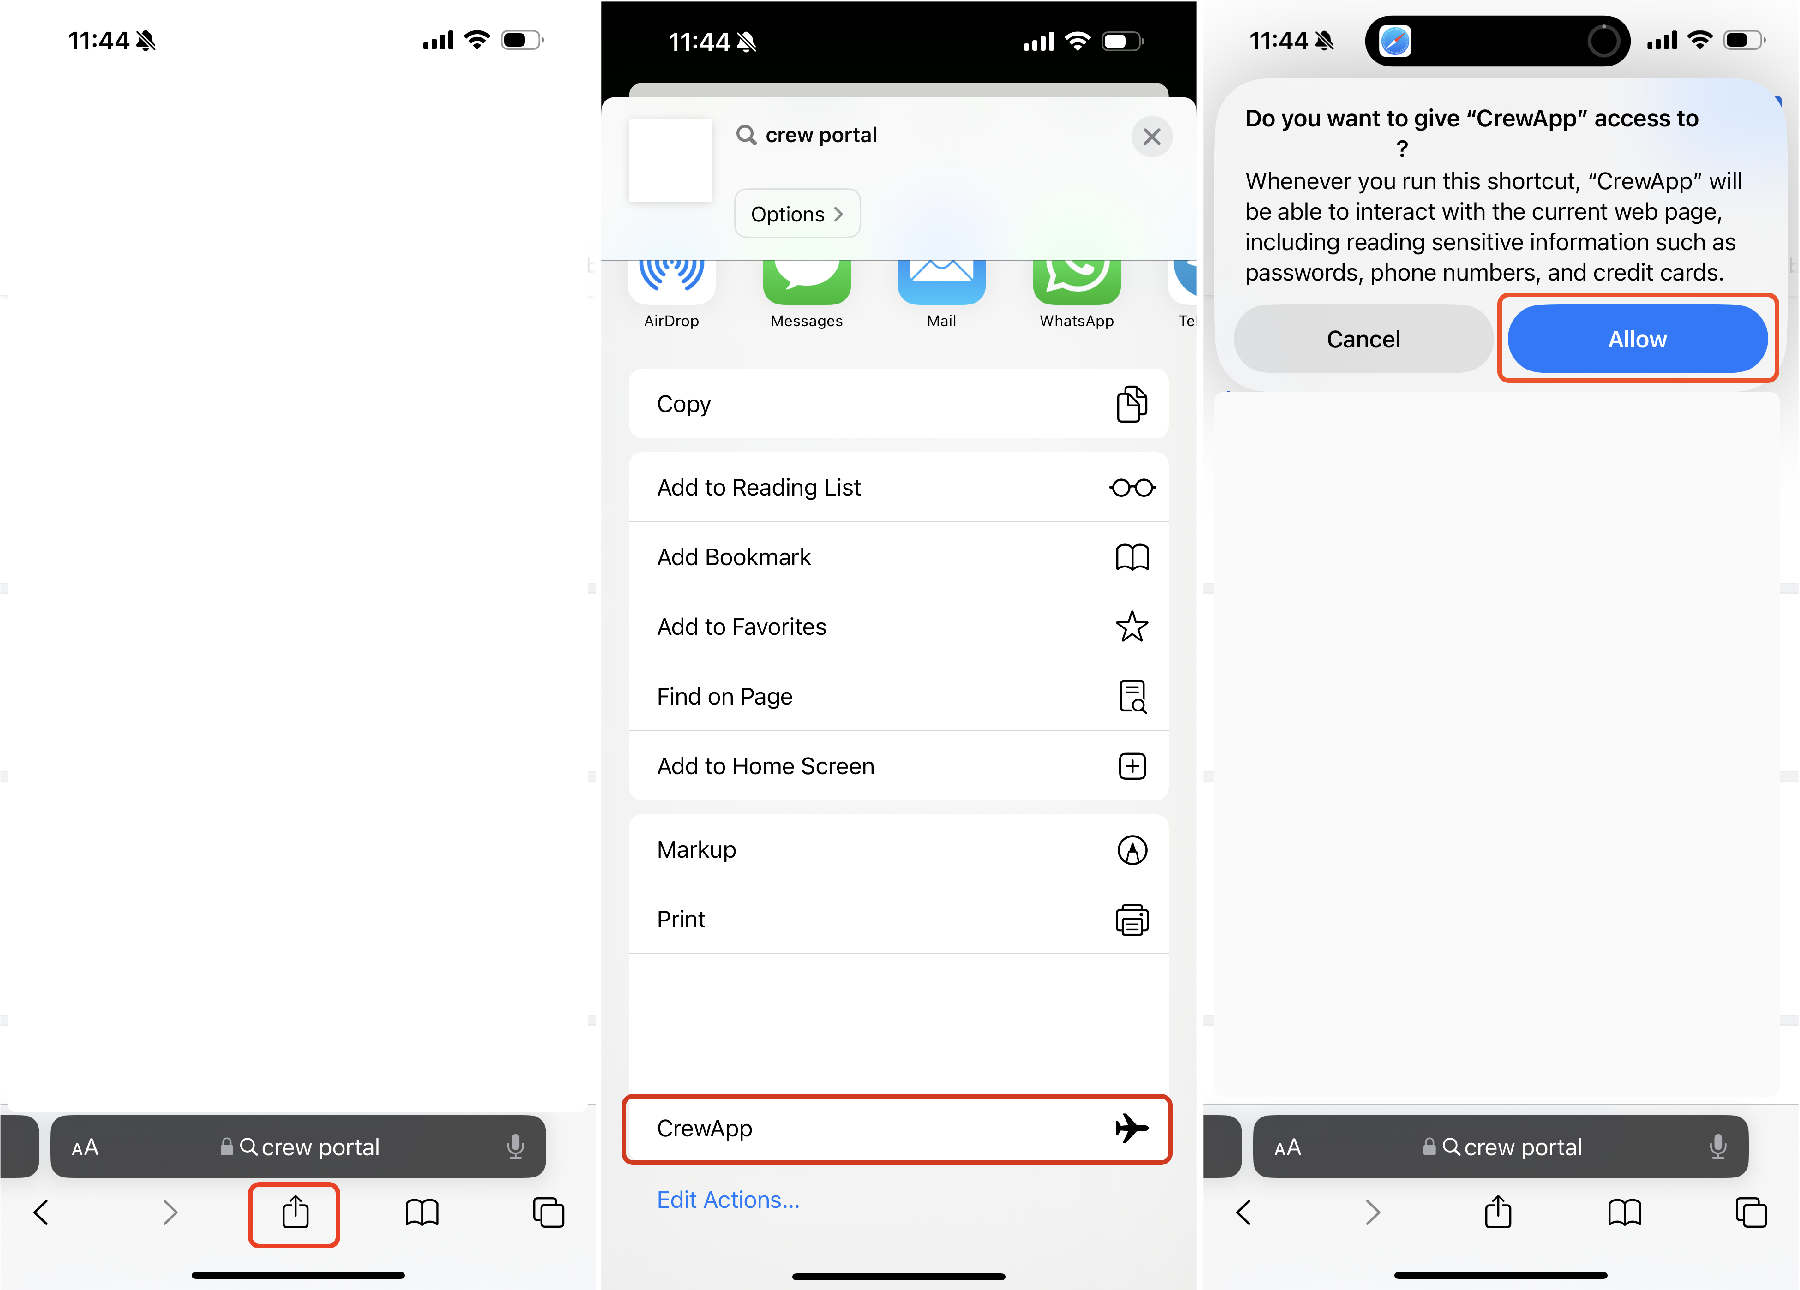 11:44
AA
crew portal
11:44
crew portal
Options
AirDrop
Messages
Mail
WhatsApp
Te
Copy
Add to Reading List
Add Bookmark
Add to Favorites
Find on Page
Add to Home Screen
Markup
Print
CrewApp
Edit Actions...
11:44
Do you want to give “CrewApp” access to
?
Whenever you run this shortcut, “CrewApp” will
be able to interact with the current web page,
including reading sensitive information such as
passwords, phone numbers, and credit cards.
Cancel
Allow
AA
crew portal